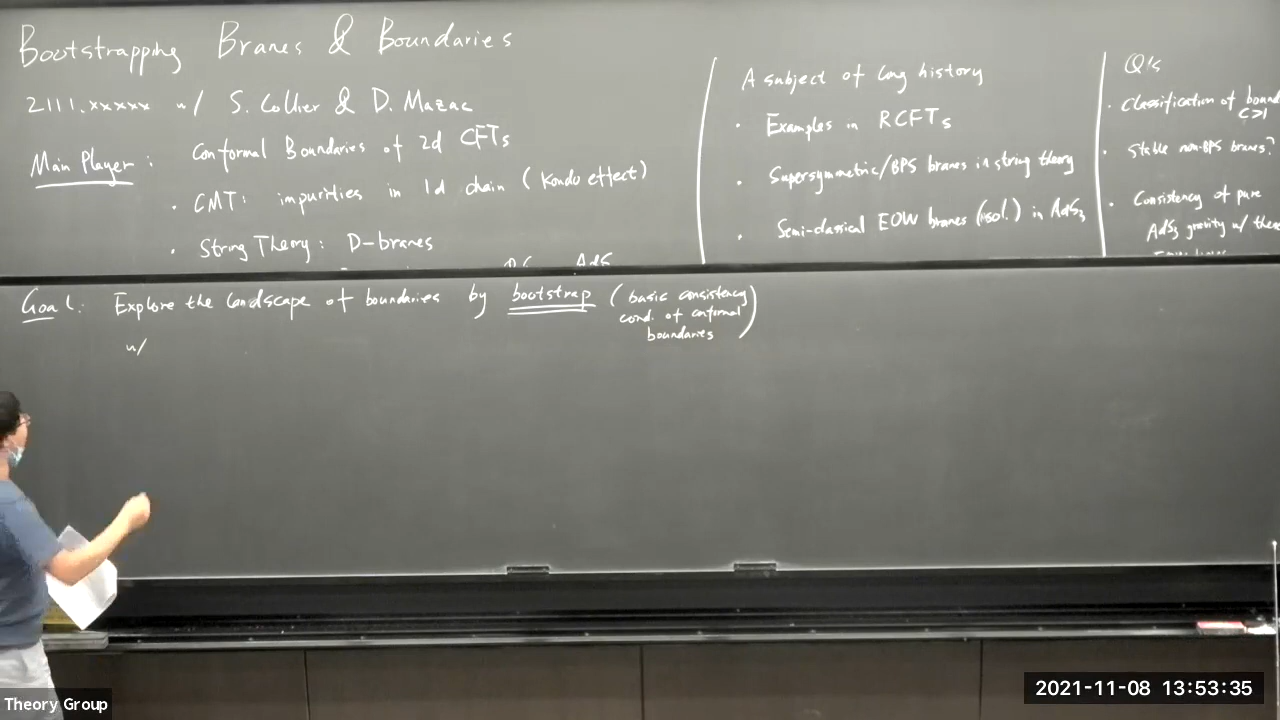 Bootstrapping Branes & Boundaries
2111.xxxxx w/ S. Collier & D. Mazac
Main Player: Conformal Boundaries of 2d CFTs
· CMT: impurities in 1d chain (Kondo effect)
· String Theory: D-branes
A subject of long history
· Examples in RCFTs
· Supersymmetric/BPS branes in string theory
· Semi-classical EOW branes (isol.) in AdS3
Q's
· Classification of bound
C>1
· Stable non-BPS branes?
· Consistency of pure
AdS3 gravity w/ these
Goal: Explore the landscape of boundaries by bootstrap (basic consistency
cond. of conformal
boundaries)
w/
Theory Group
2021-11-08 13:53:35